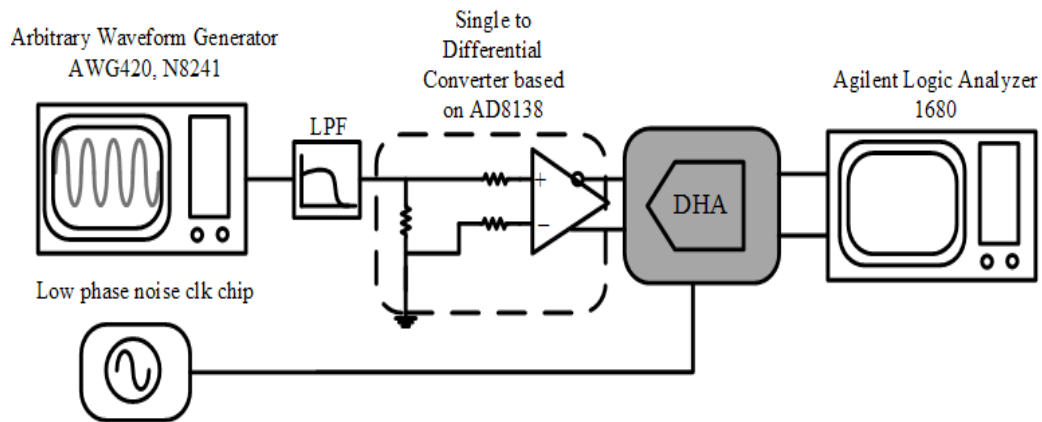 Arbitrary Waveform Generator
AWG420, N8241
LPF
Single to
Differential
Converter based
on AD8138
+
−
DHA
Agilent Logic Analyzer
1680
Low phase noise clk chip